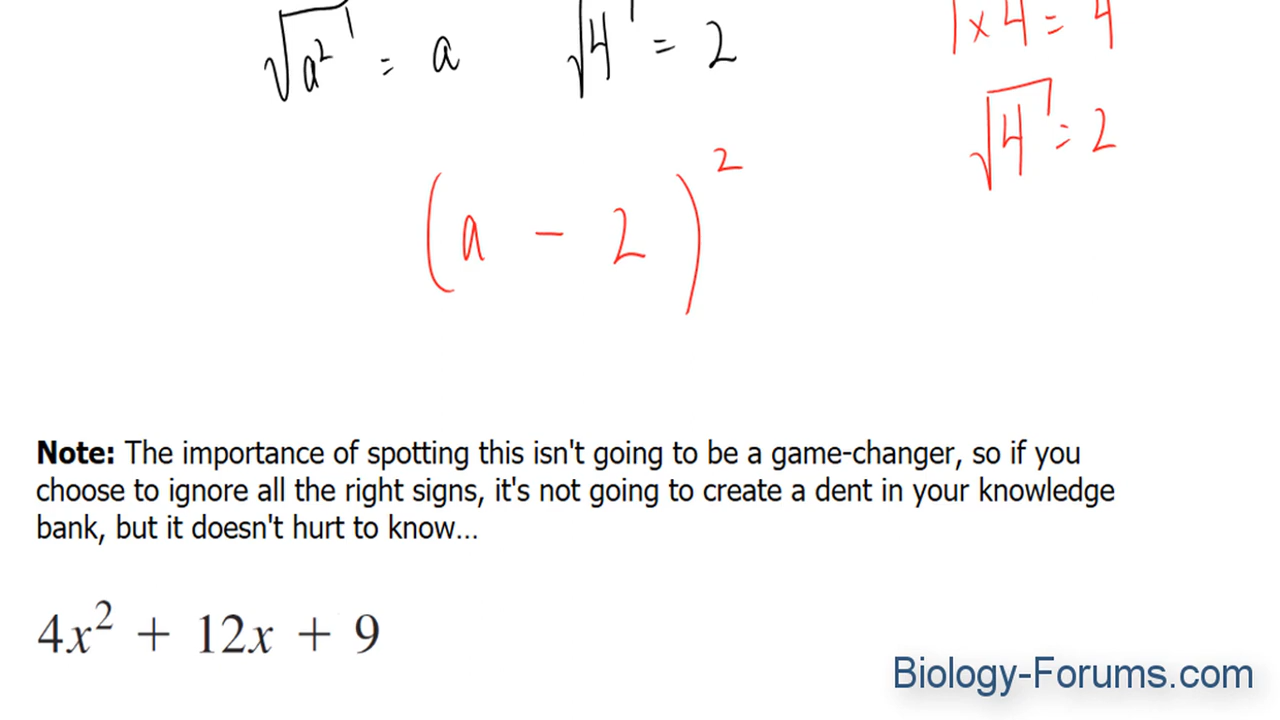 √a² = a √4 = 2
1 × 4 = 4
√4 = 2
(a - 2)²
Note: The importance of spotting this isn't going to be a game-changer, so if you
choose to ignore all the right signs, it's not going to create a dent in your knowledge
bank, but it doesn't hurt to know...
4x² + 12x + 9
Biology-Forums.com